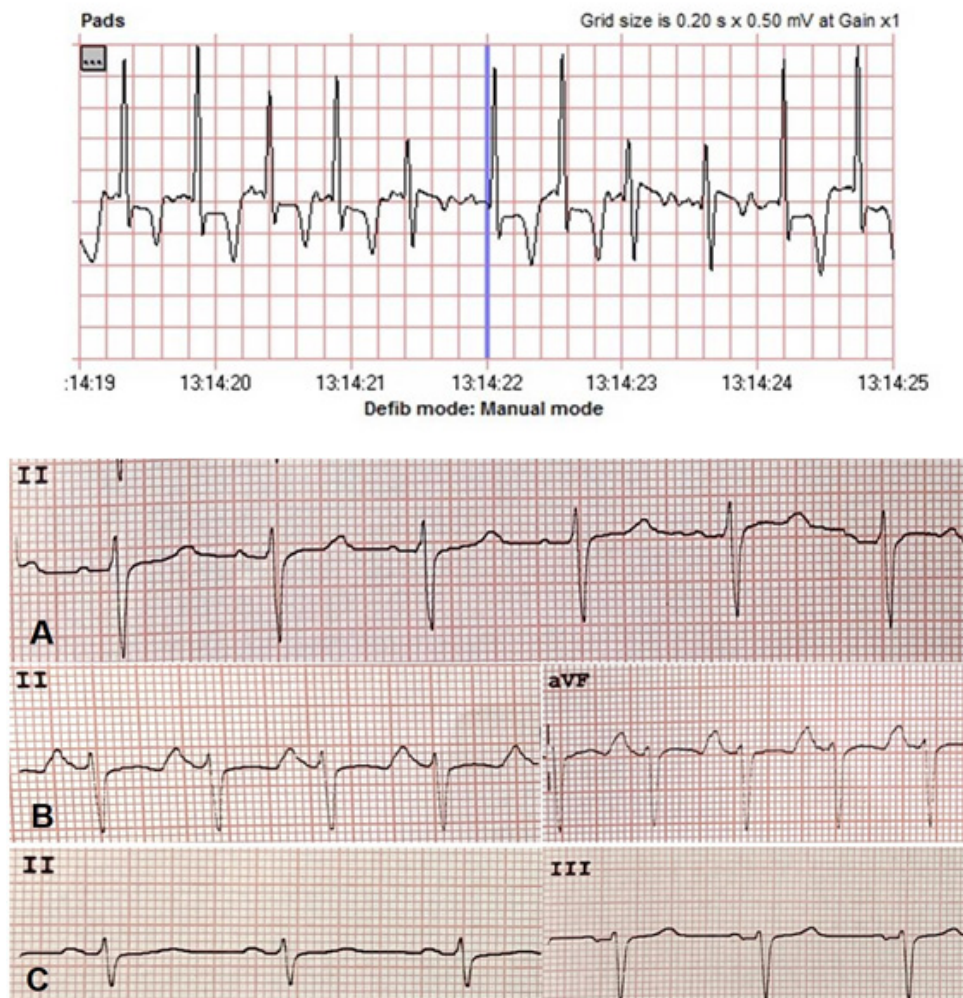 Pads
Grid size is 0.20 s x 0.50 mV at Gain x1
...
:14:19 13:14:20 13:14:21 13:14:22 13:14:23 13:14:24 13:14:25
Defib mode: Manual mode
II
A
II
aVF
B
II
III
C